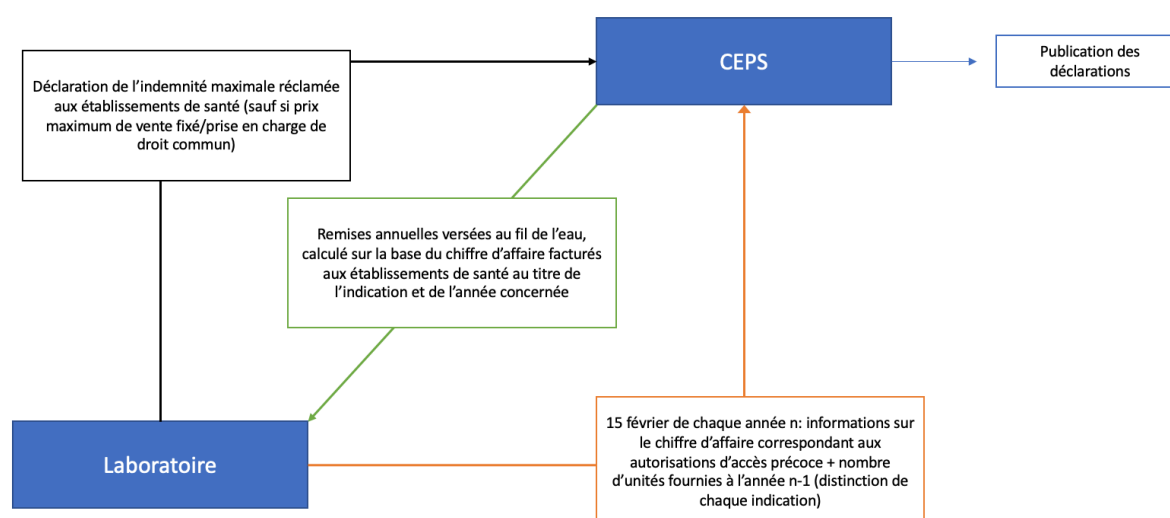 Déclaration de l’indemnité maximale réclamée
aux établissements de santé (sauf si prix
maximum de vente fixé/prise en charge de
droit commun)
CEPS
Publication des
déclarations
Remises annuelles versées au fil de l’eau,
calculé sur la base du chiffre d’affaire facturés
aux établissements de santé au titre de
l’indication et de l’année concernée
Laboratoire
15 février de chaque année n: informations sur
le chiffre d’affaire correspondant aux
autorisations d’accès précoce + nombre
d’unités fournies à l’année n-1 (distinction de
chaque indication)